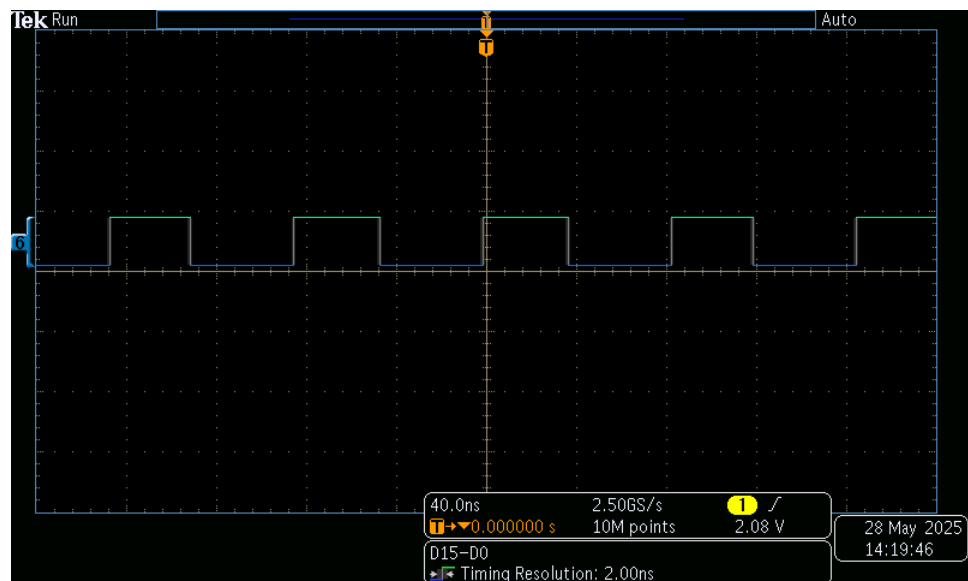 Tek Run Auto
T
T
6
40.0ns 2.50GS/s 1
T→▼0.000000 s 10M points 2.08 V
D15-D0
Timing Resolution: 2.00ns
28 May 2025
14:19:46